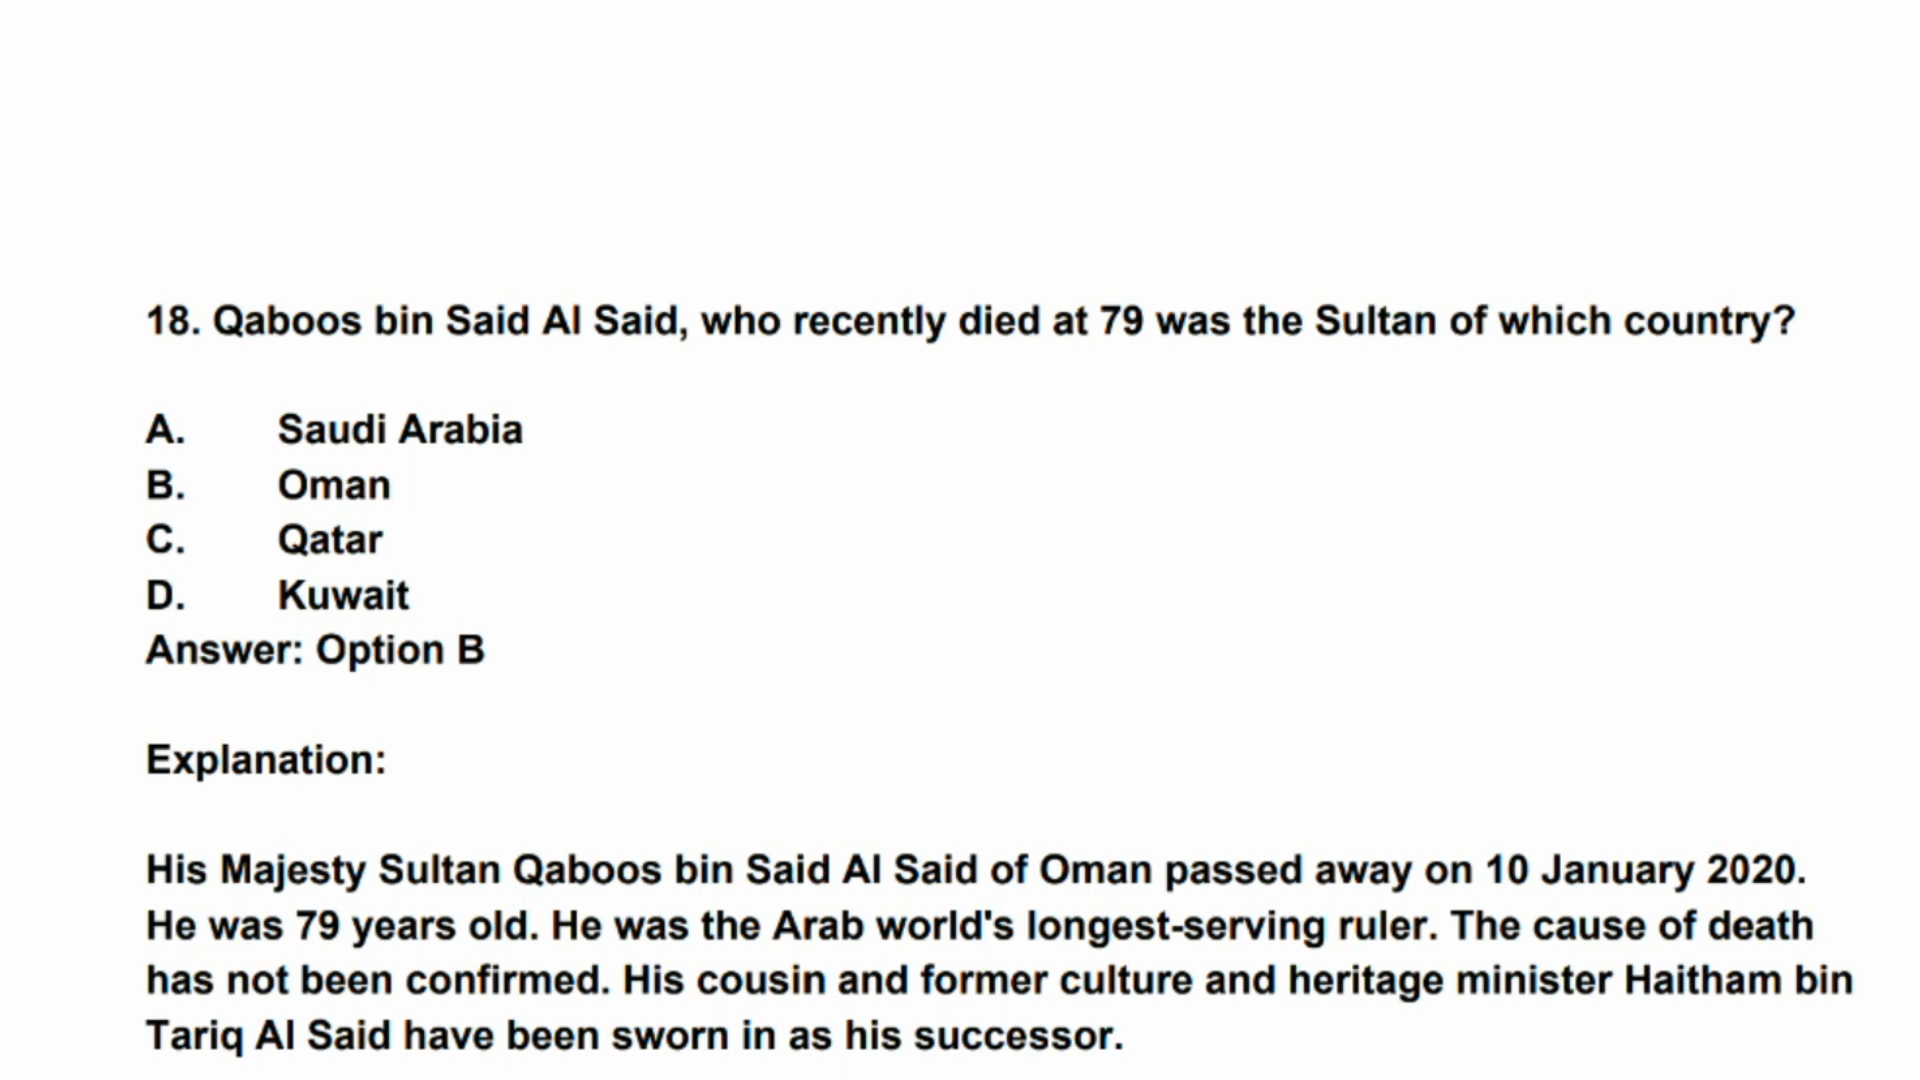 18. Qaboos bin Said Al Said, who recently died at 79 was the Sultan of which country?
A. Saudi Arabia
B. Oman
C. Qatar
D. Kuwait
Answer: Option B
Explanation:
His Majesty Sultan Qaboos bin Said Al Said of Oman passed away on 10 January 2020.
He was 79 years old. He was the Arab world's longest-serving ruler. The cause of death
has not been confirmed. His cousin and former culture and heritage minister Haitham bin
Tariq Al Said have been sworn in as his successor.